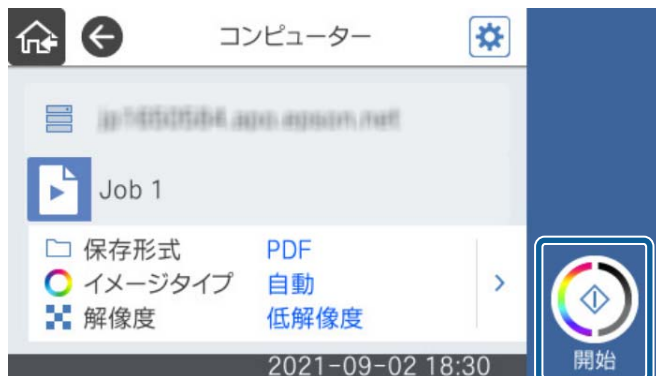 コンピューター
Job 1
保存形式 PDF
イメージタイプ 自動
解像度 低解像度
2021-09-02 18:30
開始